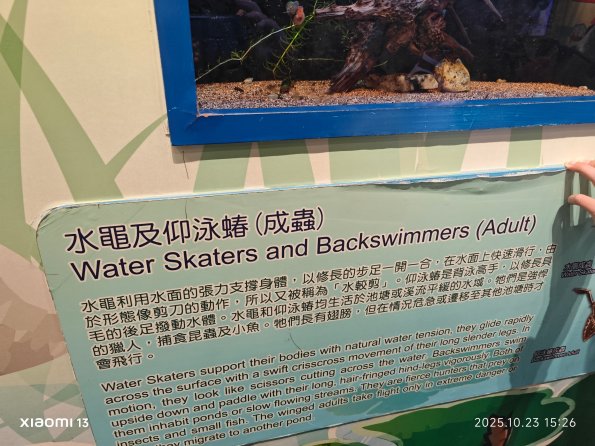 水黽及仰泳蝽(成蟲)
Water Skaters and Backswimmers (Adult)
水黽利用水面的張力支撐身體,以修長的步足一開一合,在水面上快速滑行,由
於形態像剪刀的動作,所以又被稱為「水較剪」。仰泳蝽是背泳高手,以修長具
毛的後足撥動水體。水黽和仰泳蝽均生活於池塘或溪流平緩的水域。牠們是強悍
的獵人,捕食昆蟲及小魚。牠們長有翅膀,但在情況危急或遷移至其他池塘時才
會飛行。
Water Skaters support their bodies with natural water tension, they glide rapidly
across the surface with a swift crisscross movement of their long slender legs. In
motion, they look like scissors cutting across the water. Backswimmers swim
upside down and paddle with their long, hair-fringed hind-legs vigorously. Both of
them inhabit ponds or slow flowing streams. They are fierce hunters that prey on
insects and small fish. The winged adults take flight only in extreme danger or
may migrate to another pond.
XIAOMI 13
2025.10.23 15:26